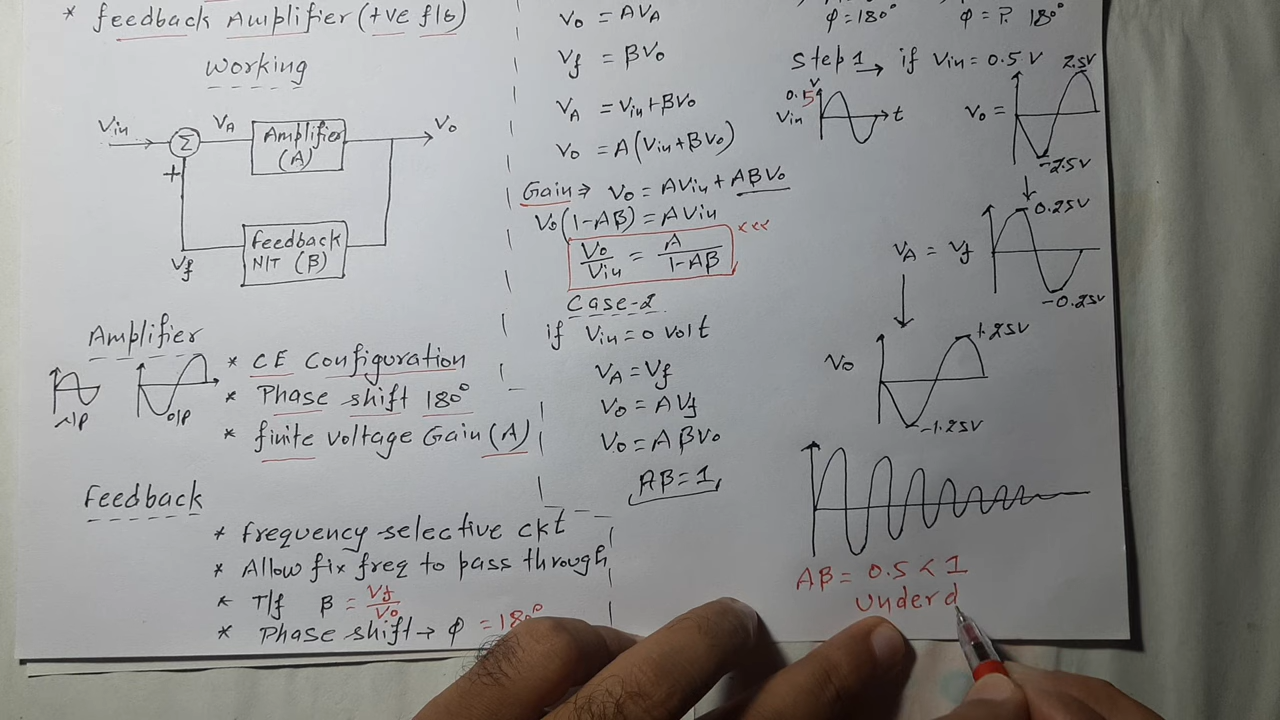 * feedback Amplifier (+ve f/b)
Working
Vin
Σ
VA
Amplifier
(A)
Vo
+
Vf
feedback
N/T (β)
Amplifier
i/p
o/p
* CE Configuration
* Phase shift 180°
* finite voltage Gain (A)
Feedback
* frequency selective ckt
* Allow fix freq to pass through
* T/f β = Vf/Vo
* Phase shift → φ = 180°
Vo = AVA
Vf = βVo
VA = Vin + βVo
Vo = A(Vin + βVo)
Gain ⇒ Vo = AVin + AβVo
Vo(1-Aβ) = AVin
Vo/Vin = A/1-Aβ
Case-2
if Vin = 0 volt
VA = Vf
Vo = AVf
Vo = AβVo
Aβ = 1
φ = 180°
180°
Step 1 → if Vin = 0.5 V
0.5 V
Vin
t
Vo =
2.5V
-2.5V
VA = Vf
0.25V
-0.25V
Vo
1.25V
-1.25V
Aβ = 0.5 < 1
Under d